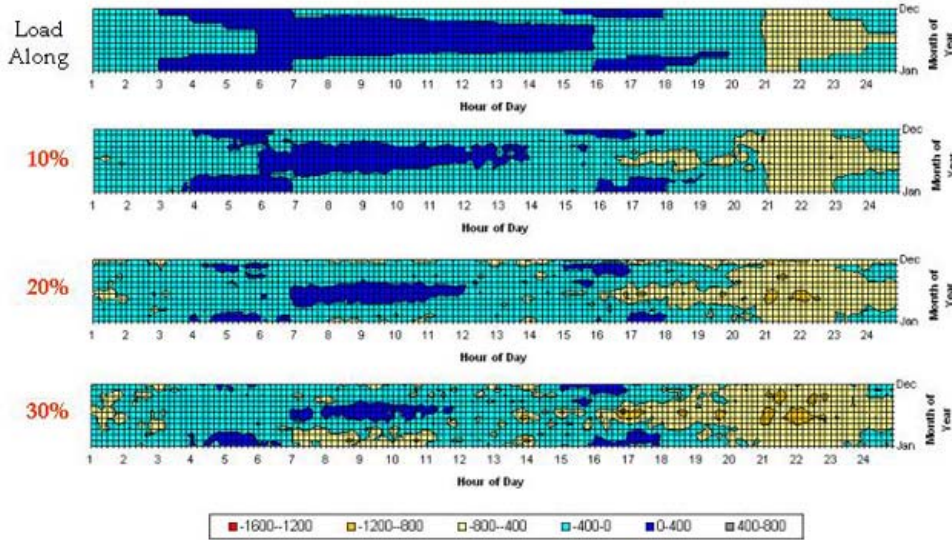 Load
Along
Dec
Jan
Month of
Year
1 2 3 4 5 6 7 8 9 10 11 12 13 14 15 16 17 18 19 20 21 22 23 24
Hour of Day
10%
Dec
Jan
Month of
Year
1 2 3 4 5 6 7 8 9 10 11 12 13 14 15 16 17 18 19 20 21 22 23 24
Hour of Day
20%
Dec
Jan
Month of
Year
1 2 3 4 5 6 7 8 9 10 11 12 13 14 15 16 17 18 19 20 21 22 23 24
Hour of Day
30%
Dec
Jan
Month of
Year
1 2 3 4 5 6 7 8 9 10 11 12 13 14 15 16 17 18 19 20 21 22 23 24
Hour of Day
-1600--1200 -1200--800 -800--400 -400-0 0-400 400-800